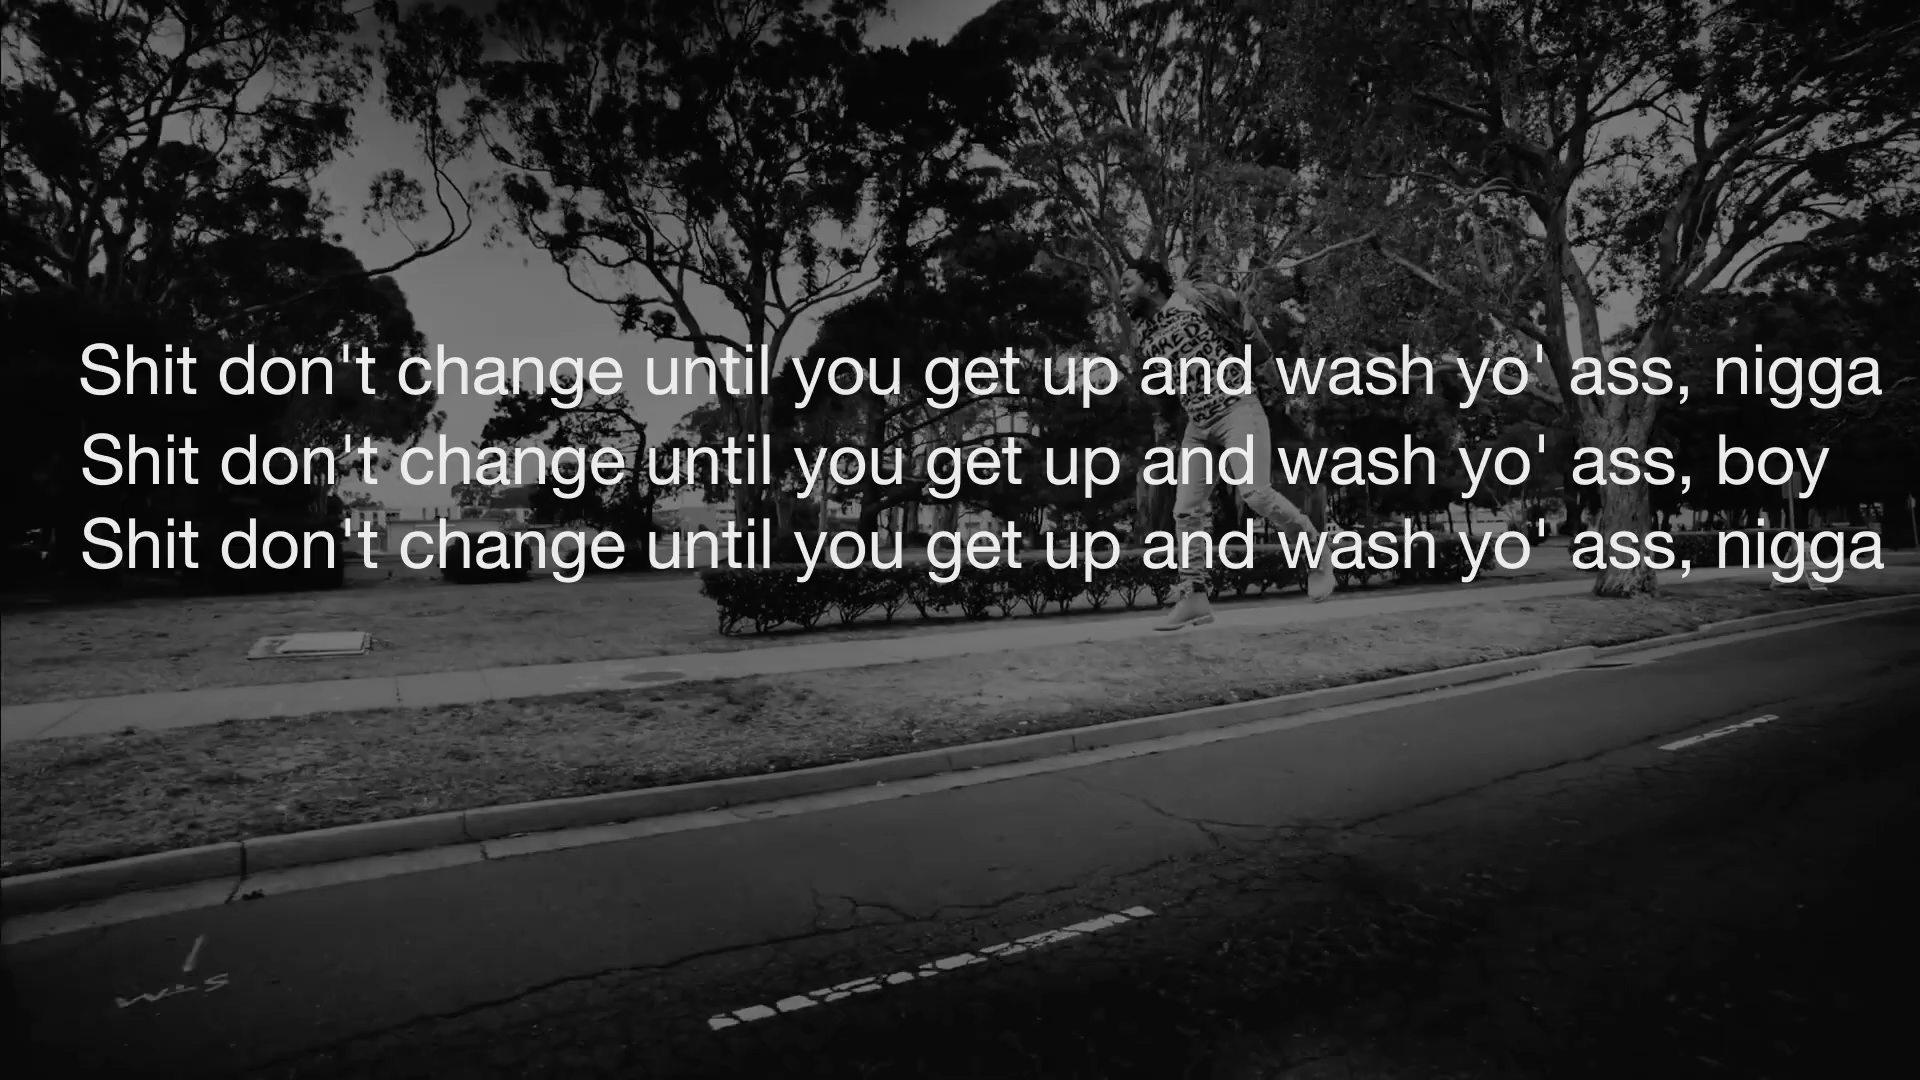 Shit don't change until you get up and wash yo' ass, nigga
Shit don't change until you get up and wash yo' ass, boy
Shit don't change until you get up and wash yo' ass, nigga